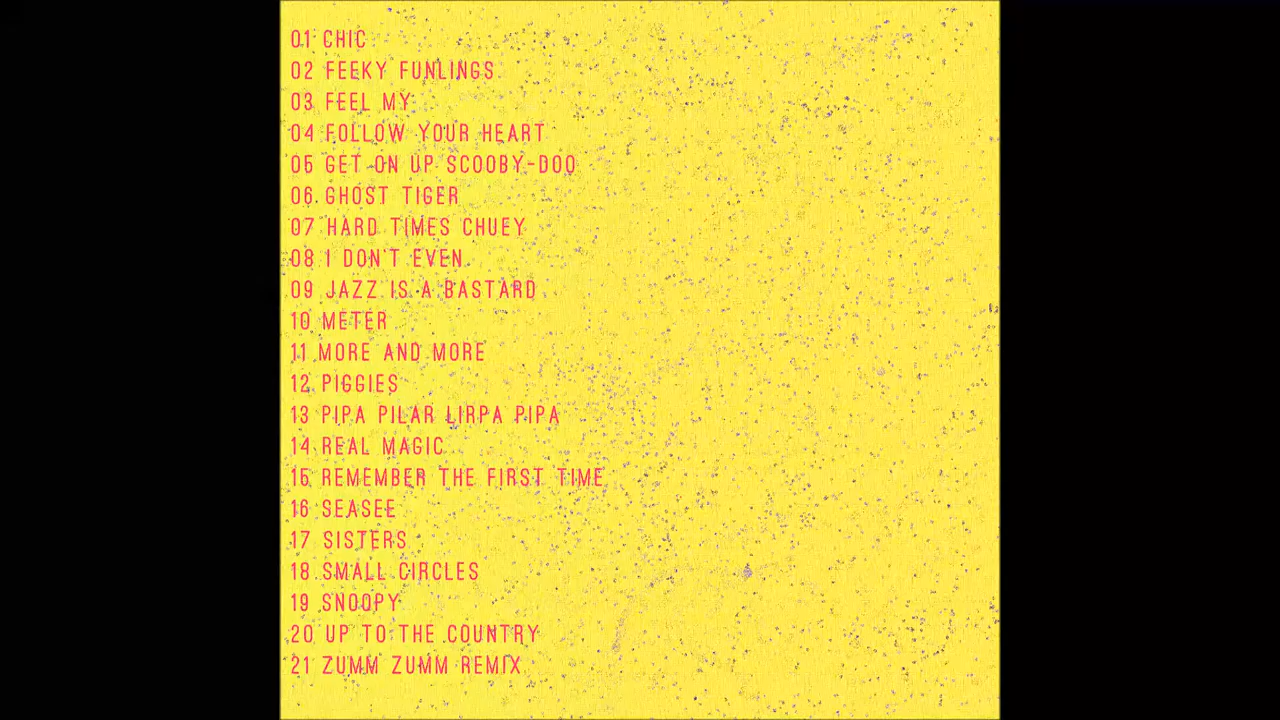 01 CHIC
02 FEEKY FUNLINGS
03 FEEL MY
04 FOLLOW YOUR HEART
05 GET ON UP SCOOBY-DOO
06 GHOST TIGER
07 HARD TIMES CHUEY
08 I DON'T EVEN
09 JAZZ IS A BASTARD
10 METER
11 MORE AND MORE
12 PIGGIES
13 PIPA PILAR LIRPA PIPA
14 REAL MAGIC
15 REMEMBER THE FIRST TIME
16 SEASEE
17 SISTERS
18 SMALL CIRCLES
19 SNOOPY
20 UP TO THE COUNTRY
21 ZUMM ZUMM REMIX